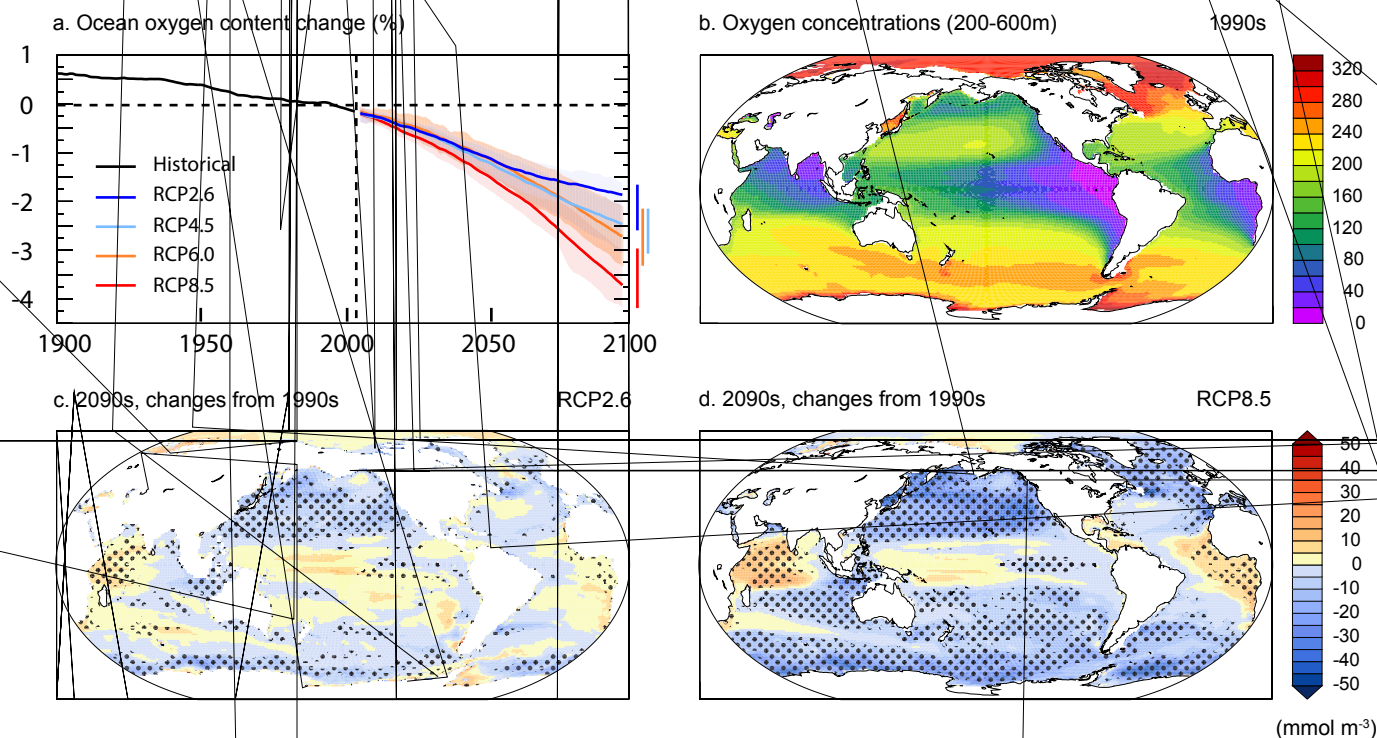 a. Ocean oxygen content change (%)
1
0
-1
-2
-3
-4
Historical
RCP2.6
RCP4.5
RCP6.0
RCP8.5
1900 1950 2000 2050 2100
b. Oxygen concentrations (200-600m) 1990s
320
280
240
200
160
120
80
40
0
c. 2090s, changes from 1990s RCP2.6
d. 2090s, changes from 1990s RCP8.5
50
40
30
20
10
0
-10
-20
-30
-40
-50
(mmol m⁻³)